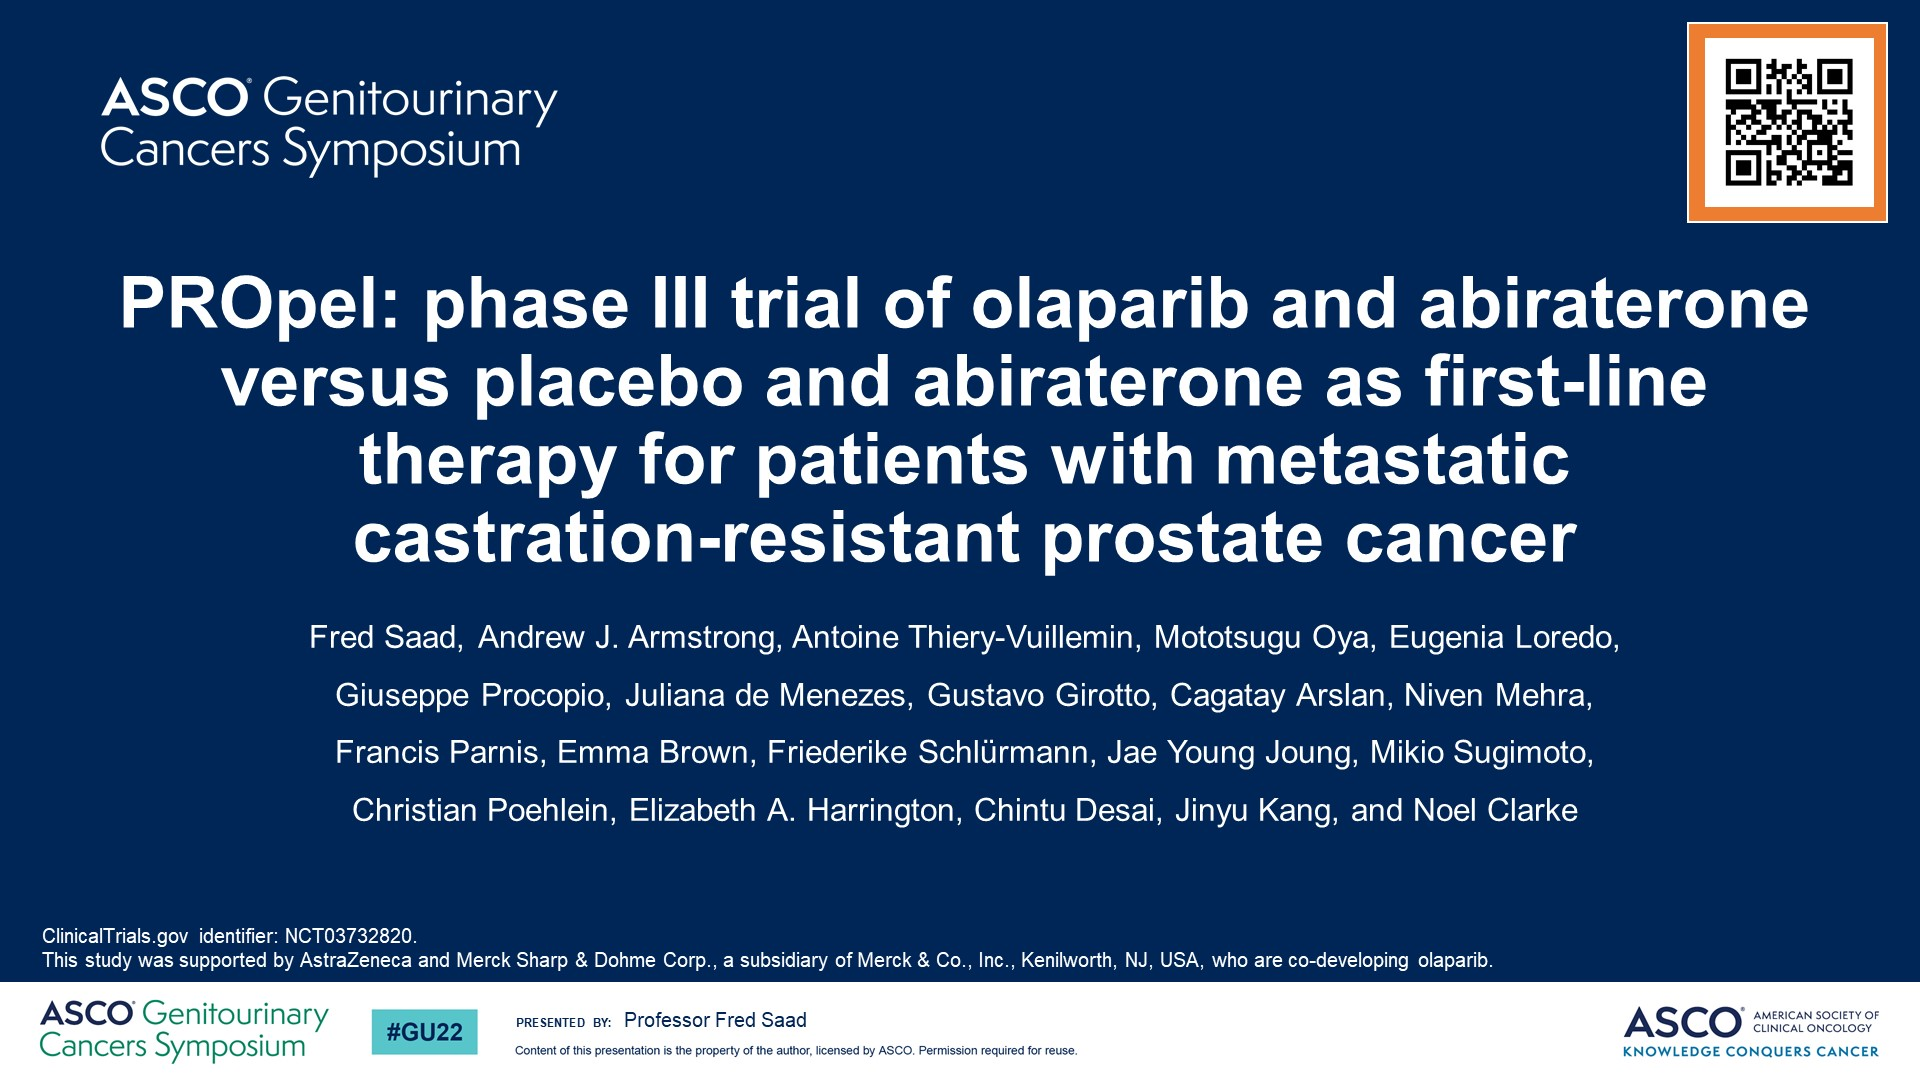 ASCO® Genitourinary
Cancers Symposium
PROpel: phase III trial of olaparib and abiraterone
versus placebo and abiraterone as first-line
therapy for patients with metastatic
castration-resistant prostate cancer
Fred Saad, Andrew J. Armstrong, Antoine Thiery-Vuillemin, Mototsugu Oya, Eugenia Loredo,
Giuseppe Procopio, Juliana de Menezes, Gustavo Girotto, Cagatay Arslan, Niven Mehra,
Francis Parnis, Emma Brown, Friederike Schlürmann, Jae Young Joung, Mikio Sugimoto,
Christian Poehlein, Elizabeth A. Harrington, Chintu Desai, Jinyu Kang, and Noel Clarke
ClinicalTrials.gov identifier: NCT03732820.
This study was supported by AstraZeneca and Merck Sharp & Dohme Corp., a subsidiary of Merck & Co., Inc., Kenilworth, NJ, USA, who are co-developing olaparib.
ASCO® Genitourinary
Cancers Symposium
#GU22
PRESENTED BY: Professor Fred Saad
Content of this presentation is the property of the author, licensed by ASCO. Permission required for reuse.
ASCO® AMERICAN SOCIETY OF
CLINICAL ONCOLOGY
KNOWLEDGE CONQUERS CANCER